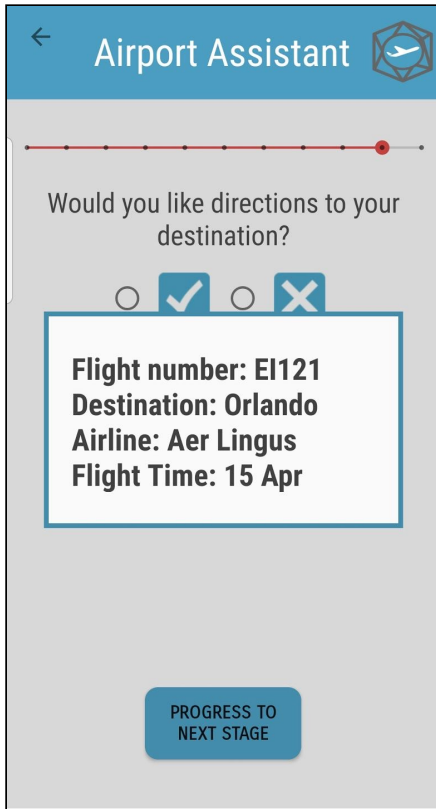 Airport Assistant
Would you like directions to your
destination?
Flight number: EI121
Destination: Orlando
Airline: Aer Lingus
Flight Time: 15 Apr
PROGRESS TO
NEXT STAGE